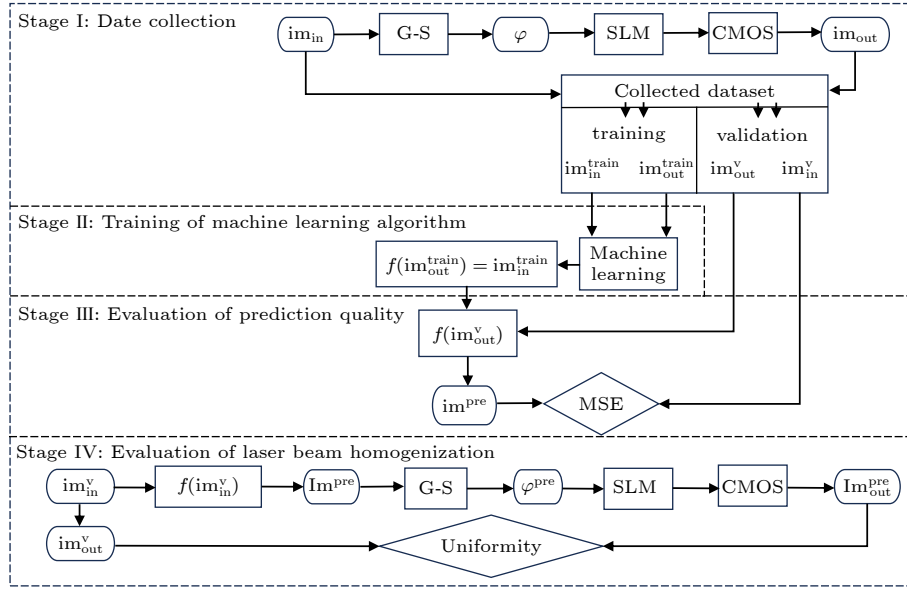 Stage I: Date collection
im_in G-S φ SLM CMOS im_out
Collected dataset
training validation
im_in^train im_out^train im_out^v im_in^v
Stage II: Training of machine learning algorithm
f(im_out^train) = im_in^train
Machine
learning
Stage III: Evaluation of prediction quality
f(im_out^v)
im^pre MSE
Stage IV: Evaluation of laser beam homogenization
im_in^v f(im_in^v) Im^pre G-S φ^pre SLM CMOS Im_out^pre
im_out^v Uniformity